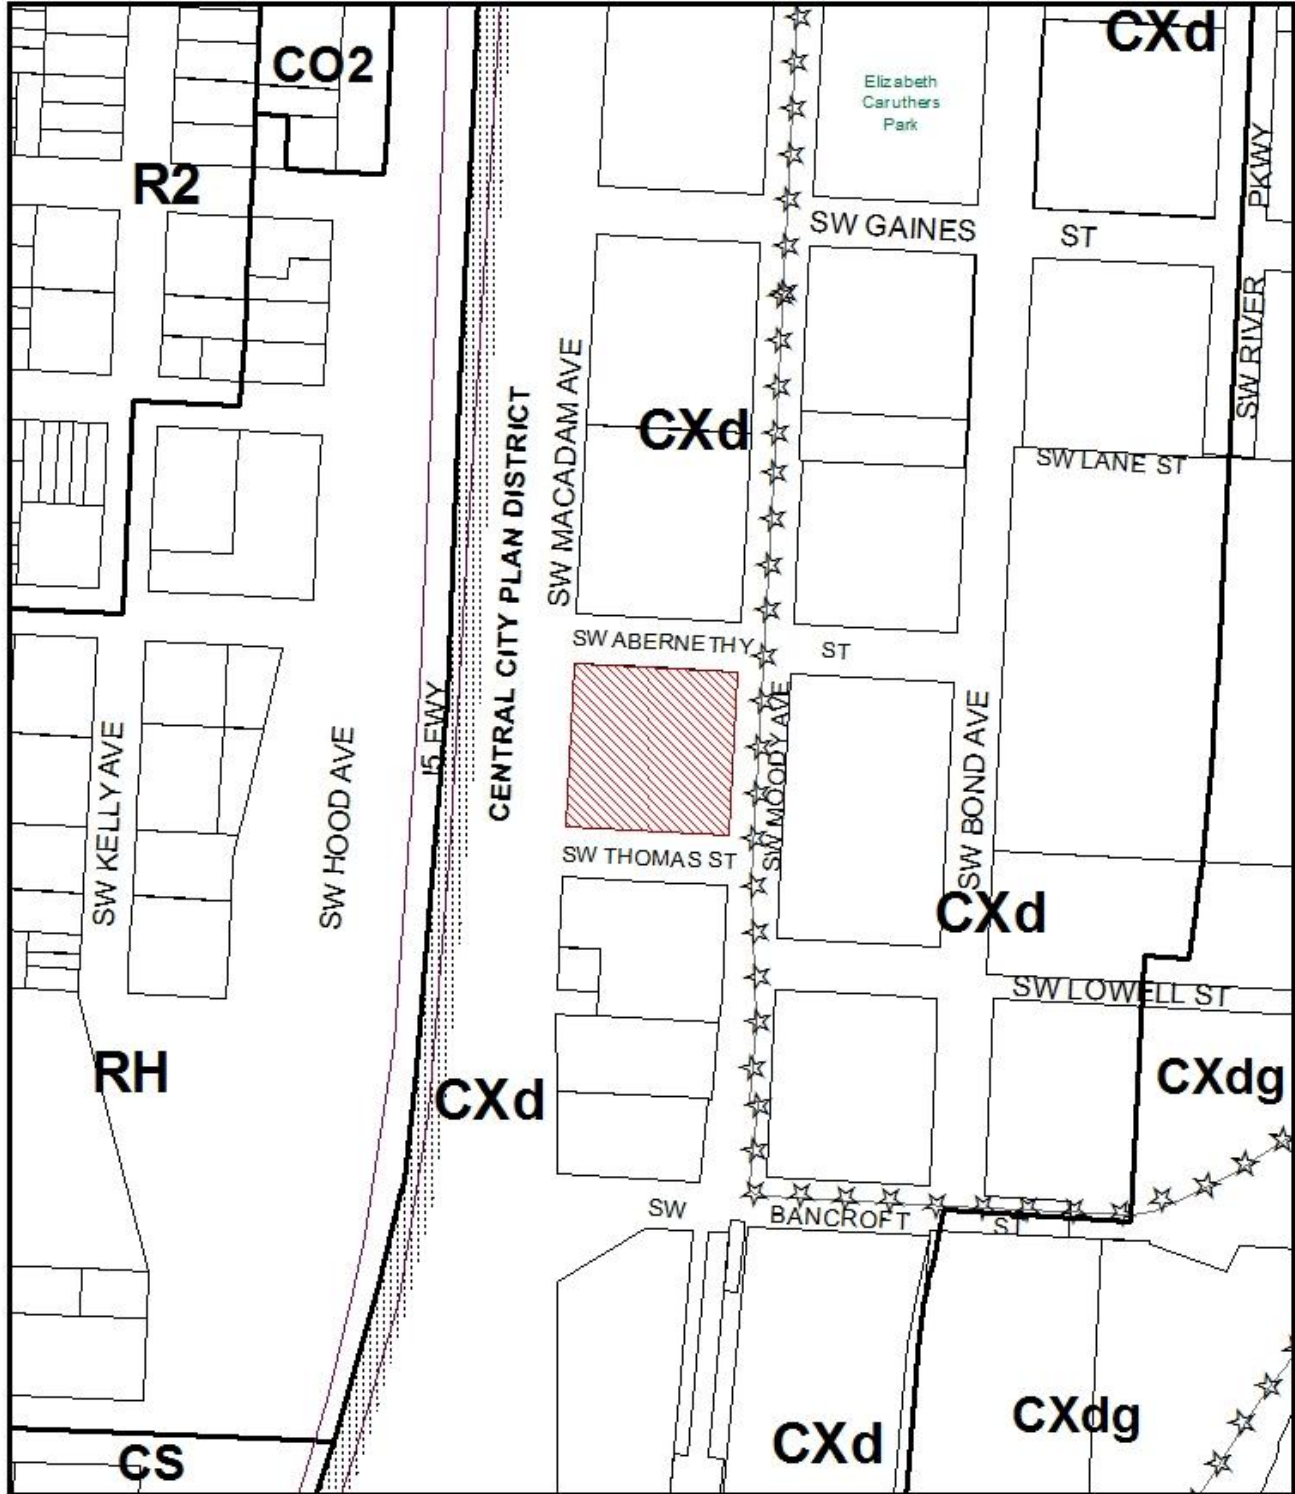 CXd
CO2
Elizabeth
Caruthers
Park
R2
PKWY
SW GAINES
ST
SW RIVER
SW MACADAM AVE
CENTRAL CITY PLAN DISTRICT
CXd
SW LANE ST
SW ABERNETHY
ST
SW KELLY AVE
SW HOOD AVE
I5 FWY
SW MOODY AVE
SW BOND AVE
SW THOMAS ST
CXd
SW LOWELL ST
RH
CXd
CXdg
SW
BANCROFT
ST
CXd
CXdg
CS